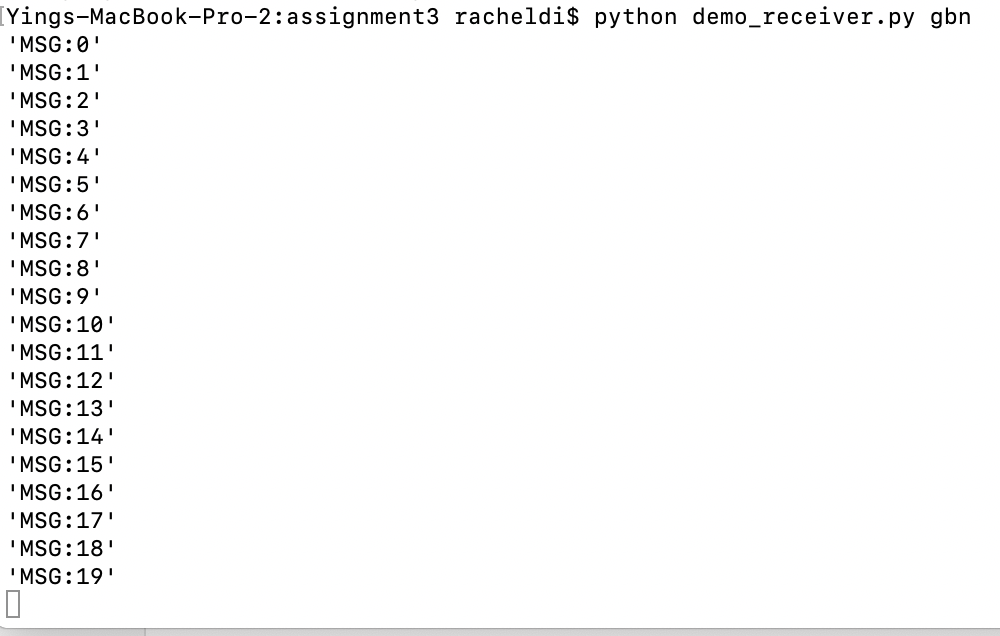 [Yings-MacBook-Pro-2:assignment3 racheldi$ python demo_receiver.py gbn
'MSG:0'
'MSG:1'
'MSG:2'
'MSG:3'
'MSG:4'
'MSG:5'
'MSG:6'
'MSG:7'
'MSG:8'
'MSG:9'
'MSG:10'
'MSG:11'
'MSG:12'
'MSG:13'
'MSG:14'
'MSG:15'
'MSG:16'
'MSG:17'
'MSG:18'
'MSG:19'